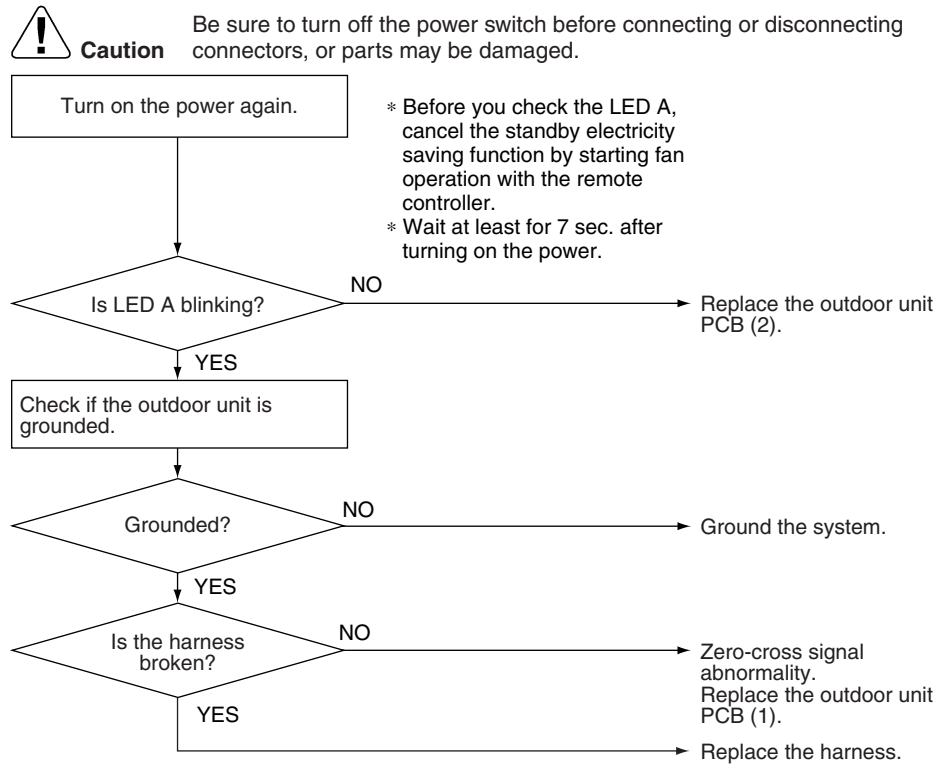 Be sure to turn off the power switch before connecting or disconnecting
Caution connectors, or parts may be damaged.
Turn on the power again.
* Before you check the LED A,
cancel the standby electricity
saving function by starting fan
operation with the remote
controller.
* Wait at least for 7 sec. after
turning on the power.
Is LED A blinking?
NO
Replace the outdoor unit
PCB (2).
YES
Check if the outdoor unit is
grounded.
Grounded?
NO
Ground the system.
YES
Is the harness
broken?
NO
Zero-cross signal
abnormality.
Replace the outdoor unit
PCB (1).
YES
Replace the harness.